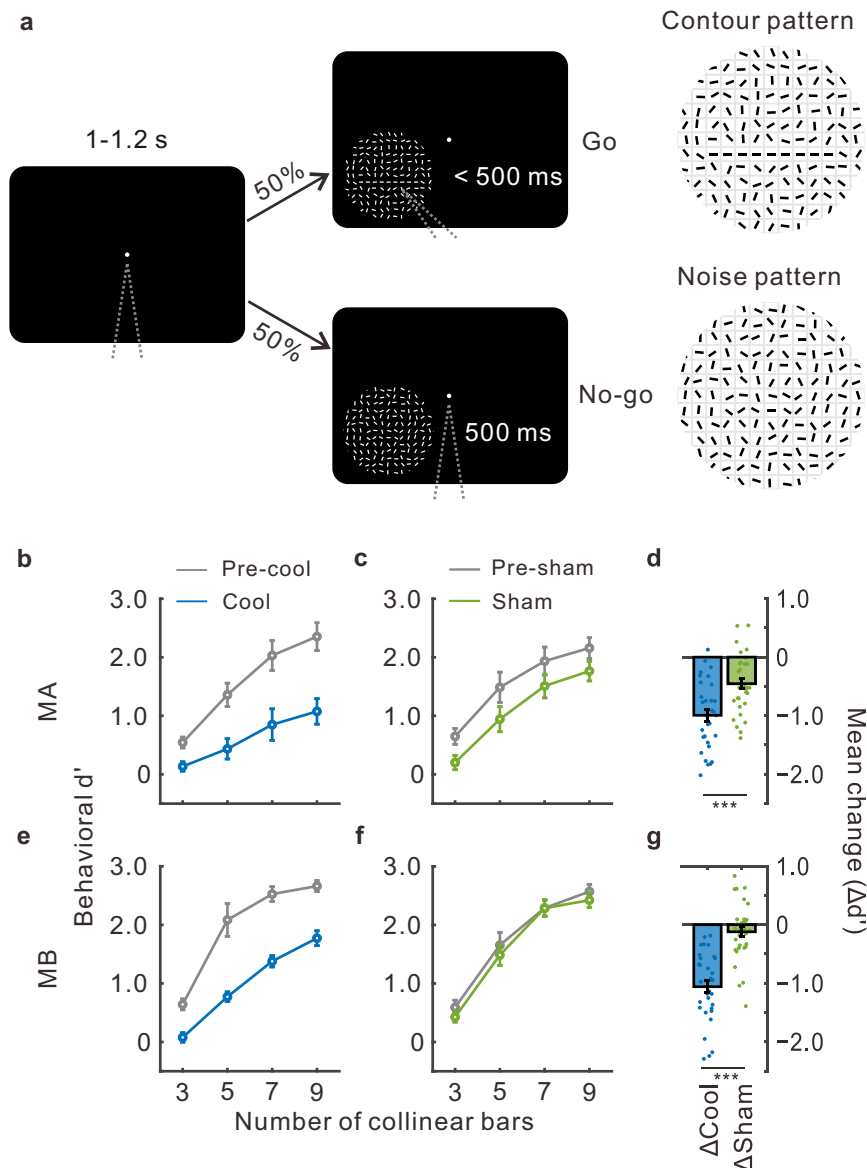 a
Contour pattern
1-1.2 s
50%
Go
< 500 ms
50%
Noise pattern
No-go
500 ms
b
Pre-cool
Cool
c
Pre-sham
Sham
d
3.0
2.0
1.0
0
MA
3.0
2.0
1.0
0
1.0
0
−1.0
−2.0
***
Behavioral d'
Mean change (Δd')
e
f
g
3.0
2.0
1.0
0
MB
3.0
2.0
1.0
0
1.0
0
−1.0
−2.0
***
3 5 7 9
3 5 7 9
Number of collinear bars
ΔCool
ΔSham